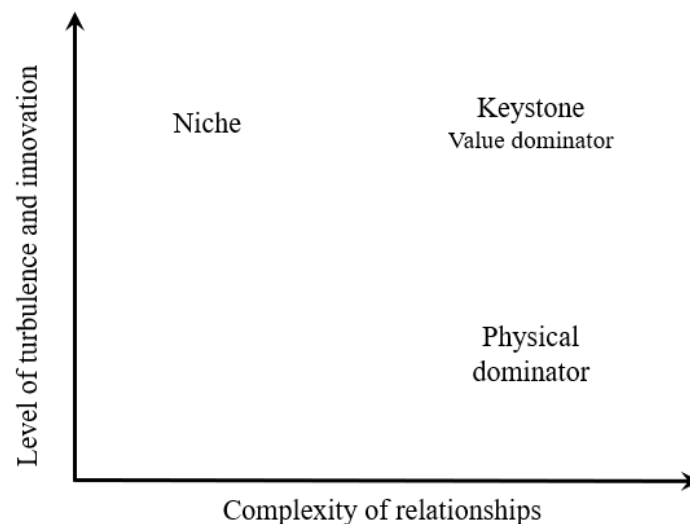 Level of turbulence and innovation
Niche
Keystone
Value dominator
Physical
dominator
Complexity of relationships